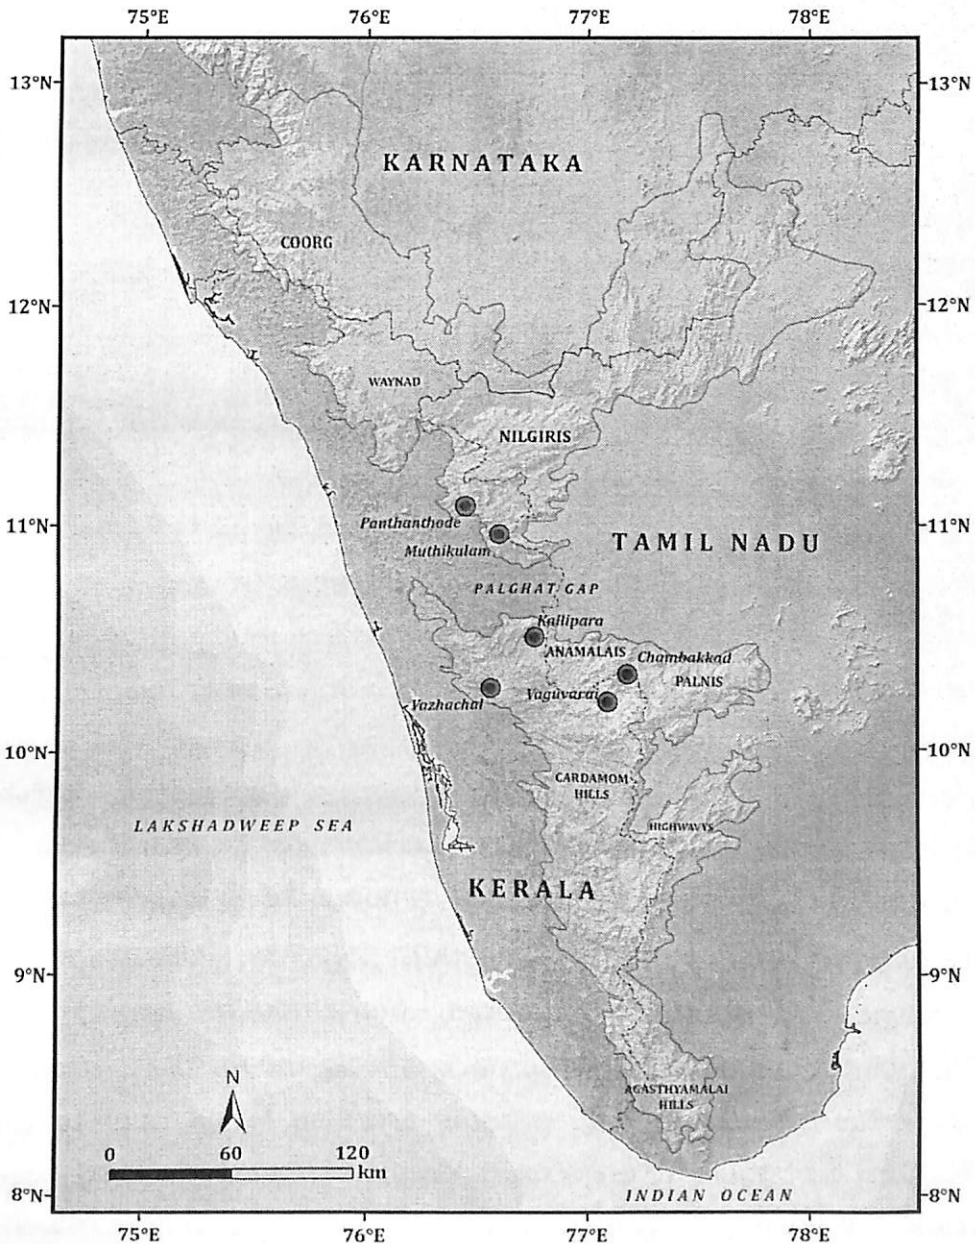 75°E 76°E 77°E 78°E
13°N 13°N
KARNATAKA
COORG
12°N 12°N
WAYNAD
NILGIRIS
11°N 11°N
Panthanthode
TAMIL NADU
Muthikulam
PALGHAT GAP
Kallipara
ANAMALAIS
Chambakkad
PALNIS
Vazhachal
Vaguvarai
10°N 10°N
CARDAMOM
HILLS
LAKSHADWEEP SEA
HIGHWAVYS
KERALA
9°N 9°N
N
AGASTHYAMALAI
HILLS
0 60 120
km
8°N 8°N
INDIAN OCEAN
75°E 76°E 77°E 78°E